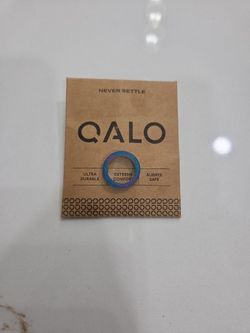 NEVER SETTLE
QALO
ULTRA EXTREME ALWAYS
DURABLE COMFORT SAFE